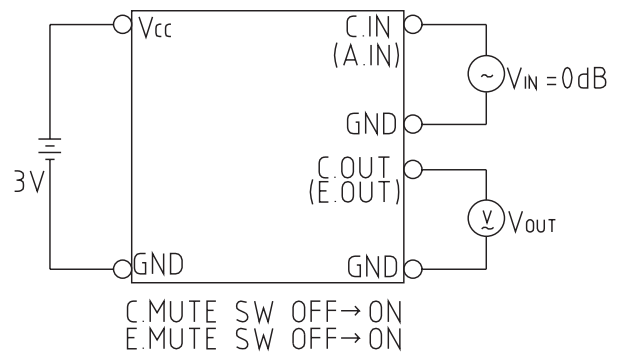 Vcc
C.IN
(A.IN)
~
VIN = 0dB
GND
3V
C.OUT
(E.OUT)
V
~
VOUT
GND
GND
C.MUTE SW OFF→ON
E.MUTE SW OFF→ON